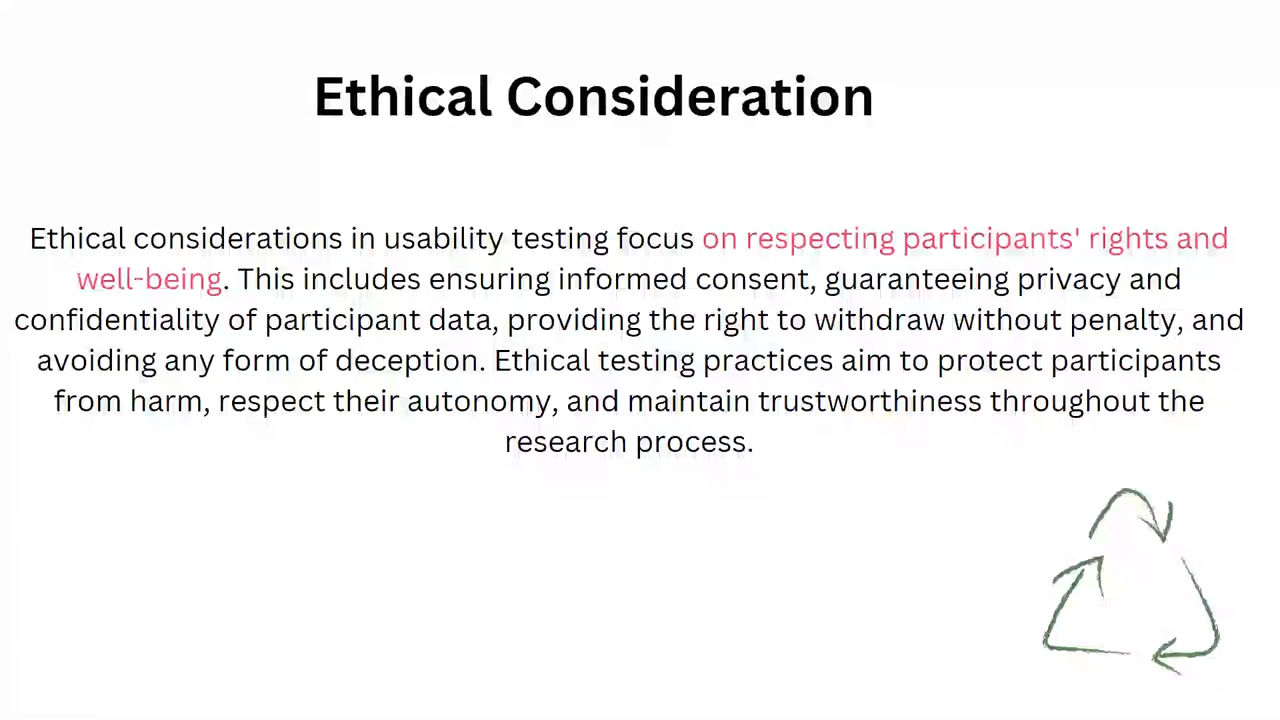 Ethical Consideration
Ethical considerations in usability testing focus on respecting participants' rights and
well-being. This includes ensuring informed consent, guaranteeing privacy and
confidentiality of participant data, providing the right to withdraw without penalty, and
avoiding any form of deception. Ethical testing practices aim to protect participants
from harm, respect their autonomy, and maintain trustworthiness throughout the
research process.